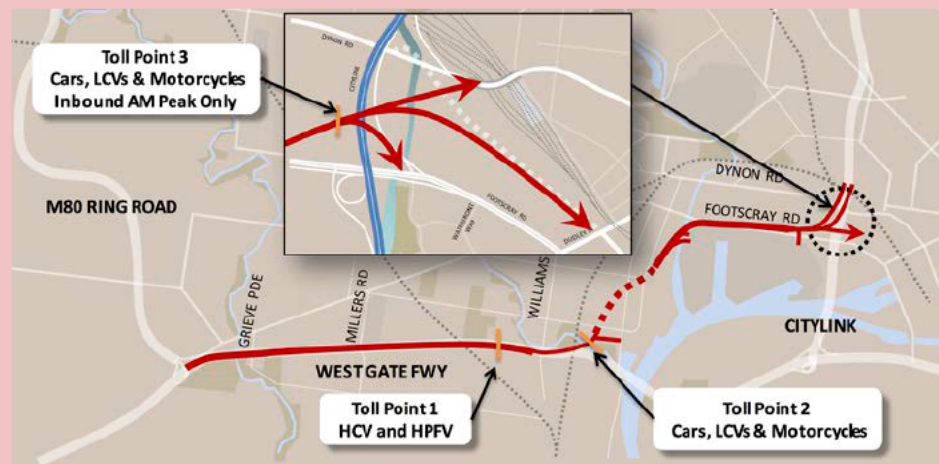 Toll Point 3
Cars, LCVs & Motorcycles
Inbound AM Peak Only
DYNON RD
CITYLINK
FOOTSCRAY RD
WATERFRONT
WAY
DUDLEY
M80 RING ROAD
GRIEVE PDE
MILLERS RD
WILLIAMS
DYNON RD
FOOTSCRAY RD
CITYLINK
WEST GATE FWY
Toll Point 1
HCV and HPFV
Toll Point 2
Cars, LCVs & Motorcycles